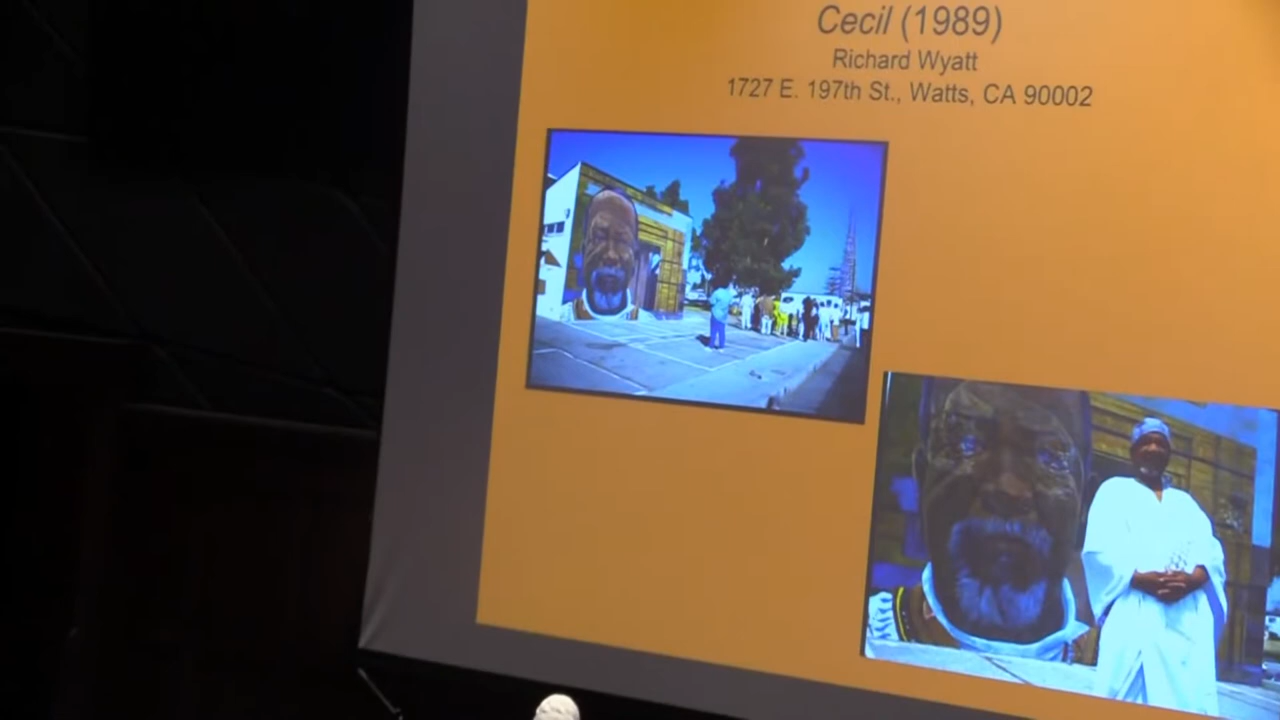 Cecil (1989)
Richard Wyatt
1727 E. 197th St., Watts, CA 90002